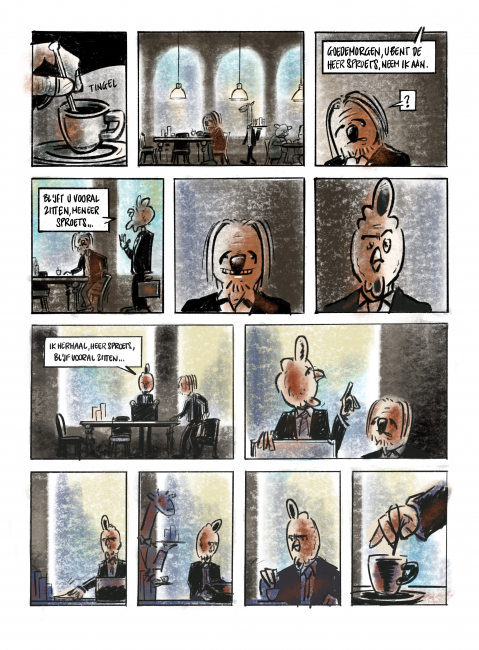 TINGEL
GOEDEMORGEN, U BENT DE
HEER SPROETS, NEEM IK AAN.
?
BLIJFT U VOORAL
ZITTEN, MENEER
SPROETS...
IK HERHAAL, HEER SPROETS,
BLIJF VOORAL ZITTEN...